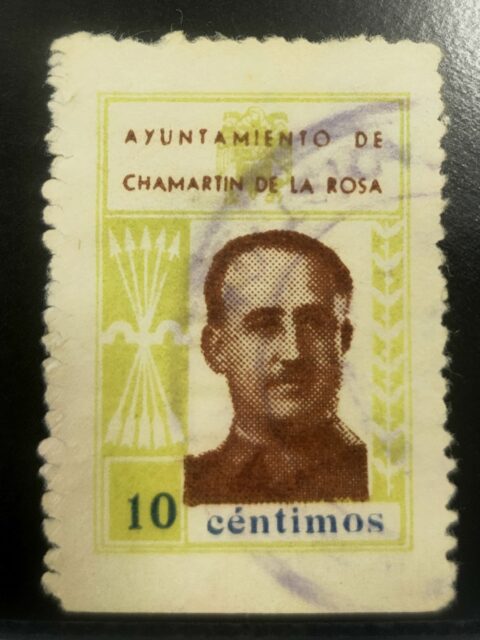 AYUNTAMIENTO DE
CHAMARTIN DE LA ROSA
10 céntimos